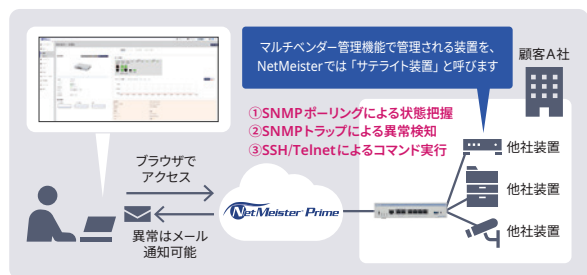 マルチベンダー管理機能で管理される装置を、
NetMeisterでは「サテライト装置」と呼びます
顧客A社
①SNMPポーリングによる状態把握
②SNMPトラップによる異常検知
③SSH/Telnetによるコマンド実行
他社装置
他社装置
他社装置
ブラウザで
アクセス
NetMeister Prime
異常はメール
通知可能